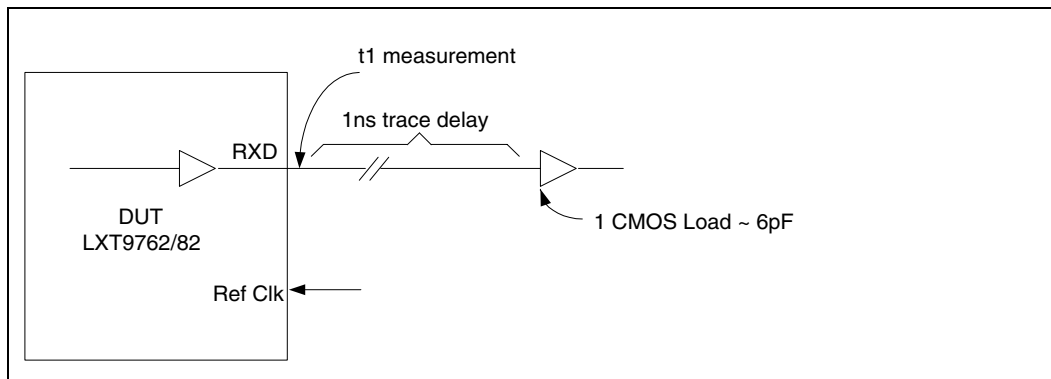 t1 measurement
1ns trace delay
RXD
DUT
LXT9762/82
1 CMOS Load ~ 6pF
Ref Clk